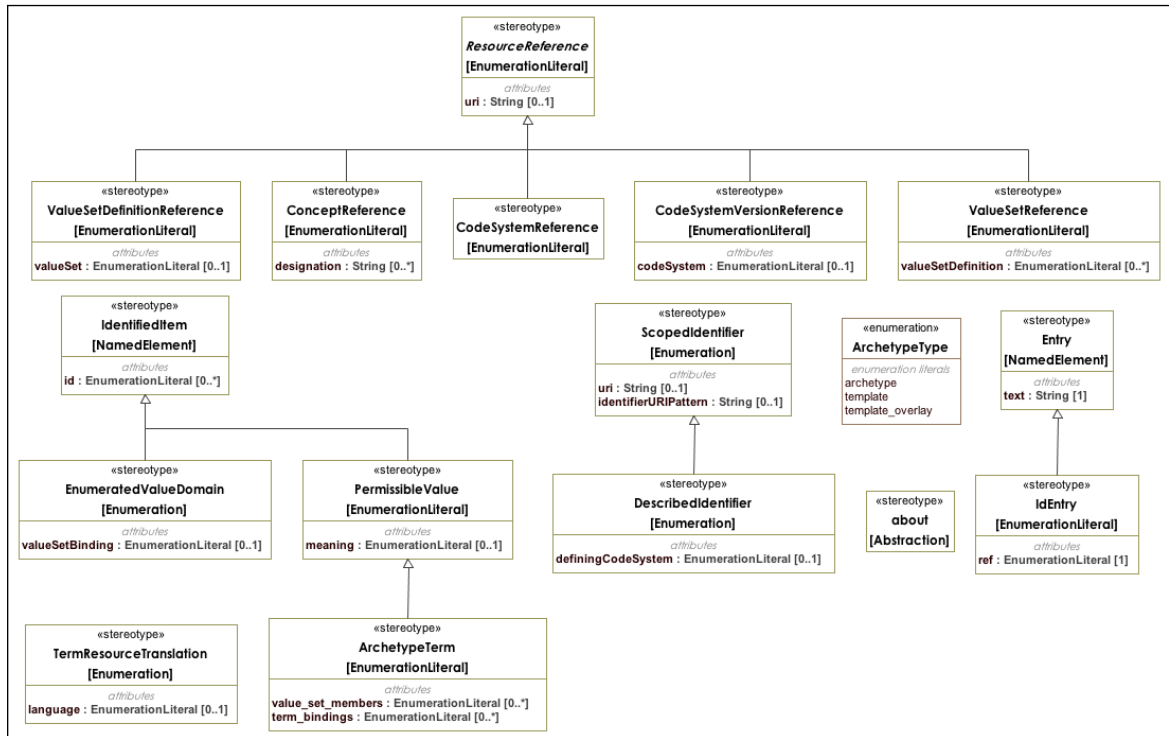 «stereotype»
ResourceReference
[EnumerationLiteral]
attributes
uri : String [0..1]
«stereotype»
ValueSetDefinitionReference
[EnumerationLiteral]
attributes
valueSet : EnumerationLiteral [0..1]
«stereotype»
ConceptReference
[EnumerationLiteral]
attributes
designation : String [0..*]
«stereotype»
CodeSystemReference
[EnumerationLiteral]
«stereotype»
CodeSystemVersionReference
[EnumerationLiteral]
attributes
codeSystem : EnumerationLiteral [0..1]
«stereotype»
ValueSetReference
[EnumerationLiteral]
attributes
valueSetDefinition : EnumerationLiteral [0..*]
«stereotype»
IdentifiedItem
[NamedElement]
attributes
id : EnumerationLiteral [0..*]
«stereotype»
ScopedIdentifier
[Enumeration]
attributes
uri : String [0..1]
identifierURIPattern : String [0..1]
«enumeration»
ArchetypeType
enumeration literals
archetype
template
template_overlay
«stereotype»
Entry
[NamedElement]
attributes
text : String [1]
«stereotype»
EnumeratedValueDomain
[Enumeration]
attributes
valueSetBinding : EnumerationLiteral [0..1]
«stereotype»
PermissibleValue
[EnumerationLiteral]
attributes
meaning : EnumerationLiteral [0..1]
«stereotype»
DescribedIdentifier
[Enumeration]
attributes
definingCodeSystem : EnumerationLiteral [0..1]
«stereotype»
about
[Abstraction]
«stereotype»
IdEntry
[EnumerationLiteral]
attributes
ref : EnumerationLiteral [1]
«stereotype»
TermResourceTranslation
[Enumeration]
attributes
language : EnumerationLiteral [0..1]
«stereotype»
ArchetypeTerm
[EnumerationLiteral]
attributes
value_set_members : EnumerationLiteral [0..*]
term_bindings : EnumerationLiteral [0..*]